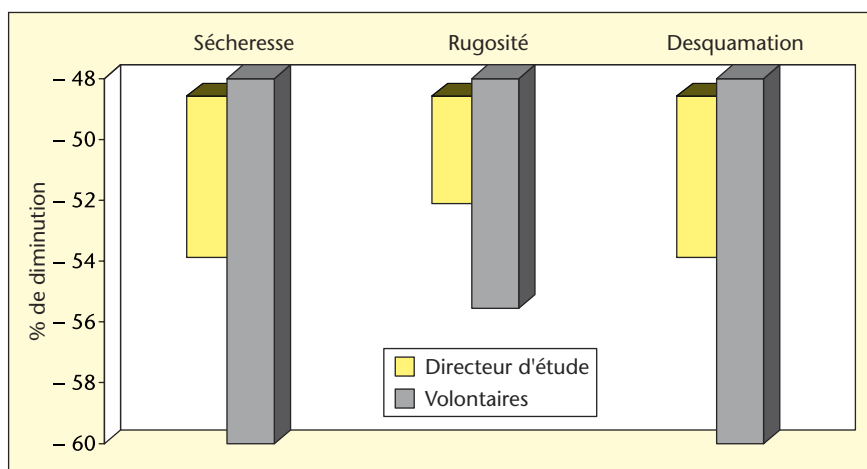 Sécheresse Rugosité Desquamation
% de diminution
– 48
– 50
– 52
– 54
– 56
– 58
– 60
Directeur d'étude
Volontaires